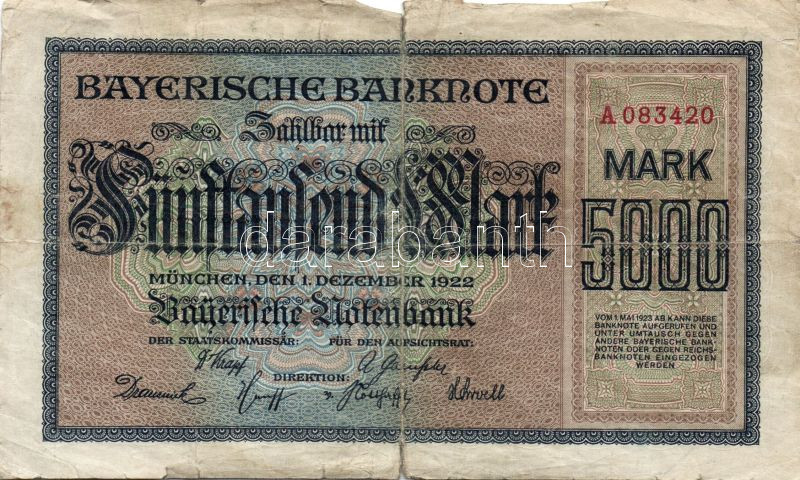 BAYERISCHE BANKNOTE
A 083420
Zahlbar mit
MARK
Fünftausend Mark
5000
darabanth
MÜNCHEN, DEN 1. DEZEMBER 1922
Bayerische Notenbank
DER STAATSKOMMISSÄR: FÜR DEN AUFSICHTSRAT:
DIREKTION:
VOM 1. MAI 1923 AB KANN DIESE
BANKNOTE AUFGERUFEN UND
UNTER UMTAUSCH GEGEN
ANDERE BAYERISCHE BANK-
NOTEN ODER GEGEN REICHS-
BANKNOTEN EINGEZOGEN
WERDEN